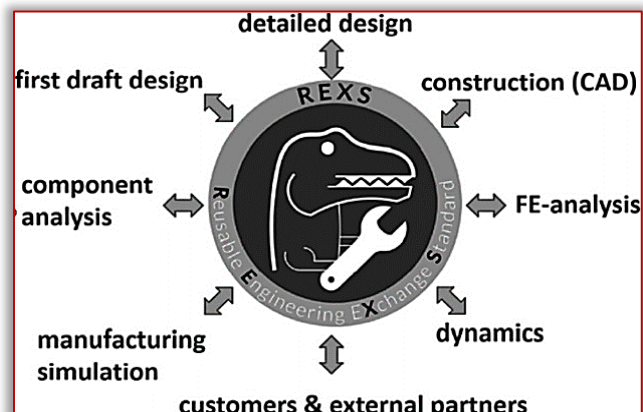 detailed design
first draft design
construction (CAD)
REXS
component
analysis
FE-analysis
Reusable Engineering EXchange Standard
manufacturing
simulation
dynamics
customers & external partners